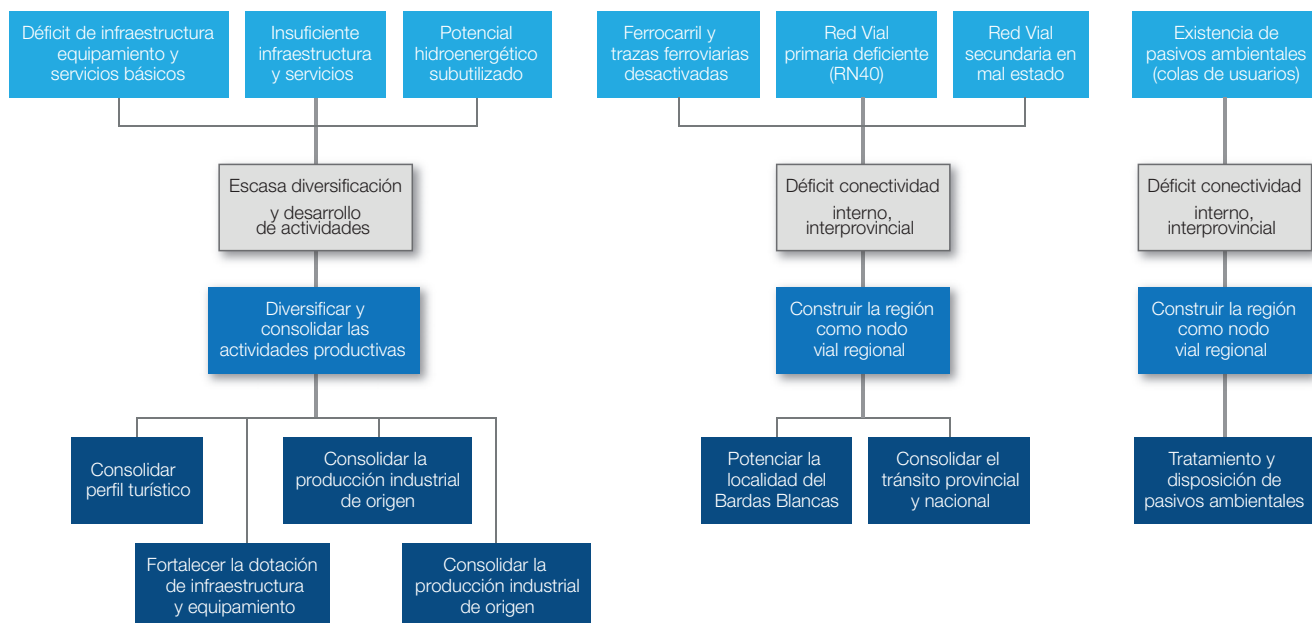 Déficit de infraestructura
equipamiento y
servicios básicos
Insuficiente
infraestructura
y servicios
Potencial
hidroenergético
subutilizado
Ferrocarril y
trazas ferroviarias
desactivadas
Red Vial
primaria deficiente
(RN40)
Red Vial
secundaria en
mal estado
Existencia de
pasivos ambientales
(colas de usuarios)
Escasa diversificación
y desarrollo
de actividades
Déficit conectividad
interno,
interprovincial
Déficit conectividad
interno,
interprovincial
Diversificar y
consolidar las
actividades productivas
Construir la región
como nodo
vial regional
Construir la región
como nodo
vial regional
Consolidar
perfil turístico
Consolidar la
producción industrial
de origen
Potenciar la
localidad del
Bardas Blancas
Consolidar el
tránsito provincial
y nacional
Tratamiento y
disposición de
pasivos ambientales
Fortalecer la dotación
de infraestructura
y equipamiento
Consolidar la
producción industrial
de origen